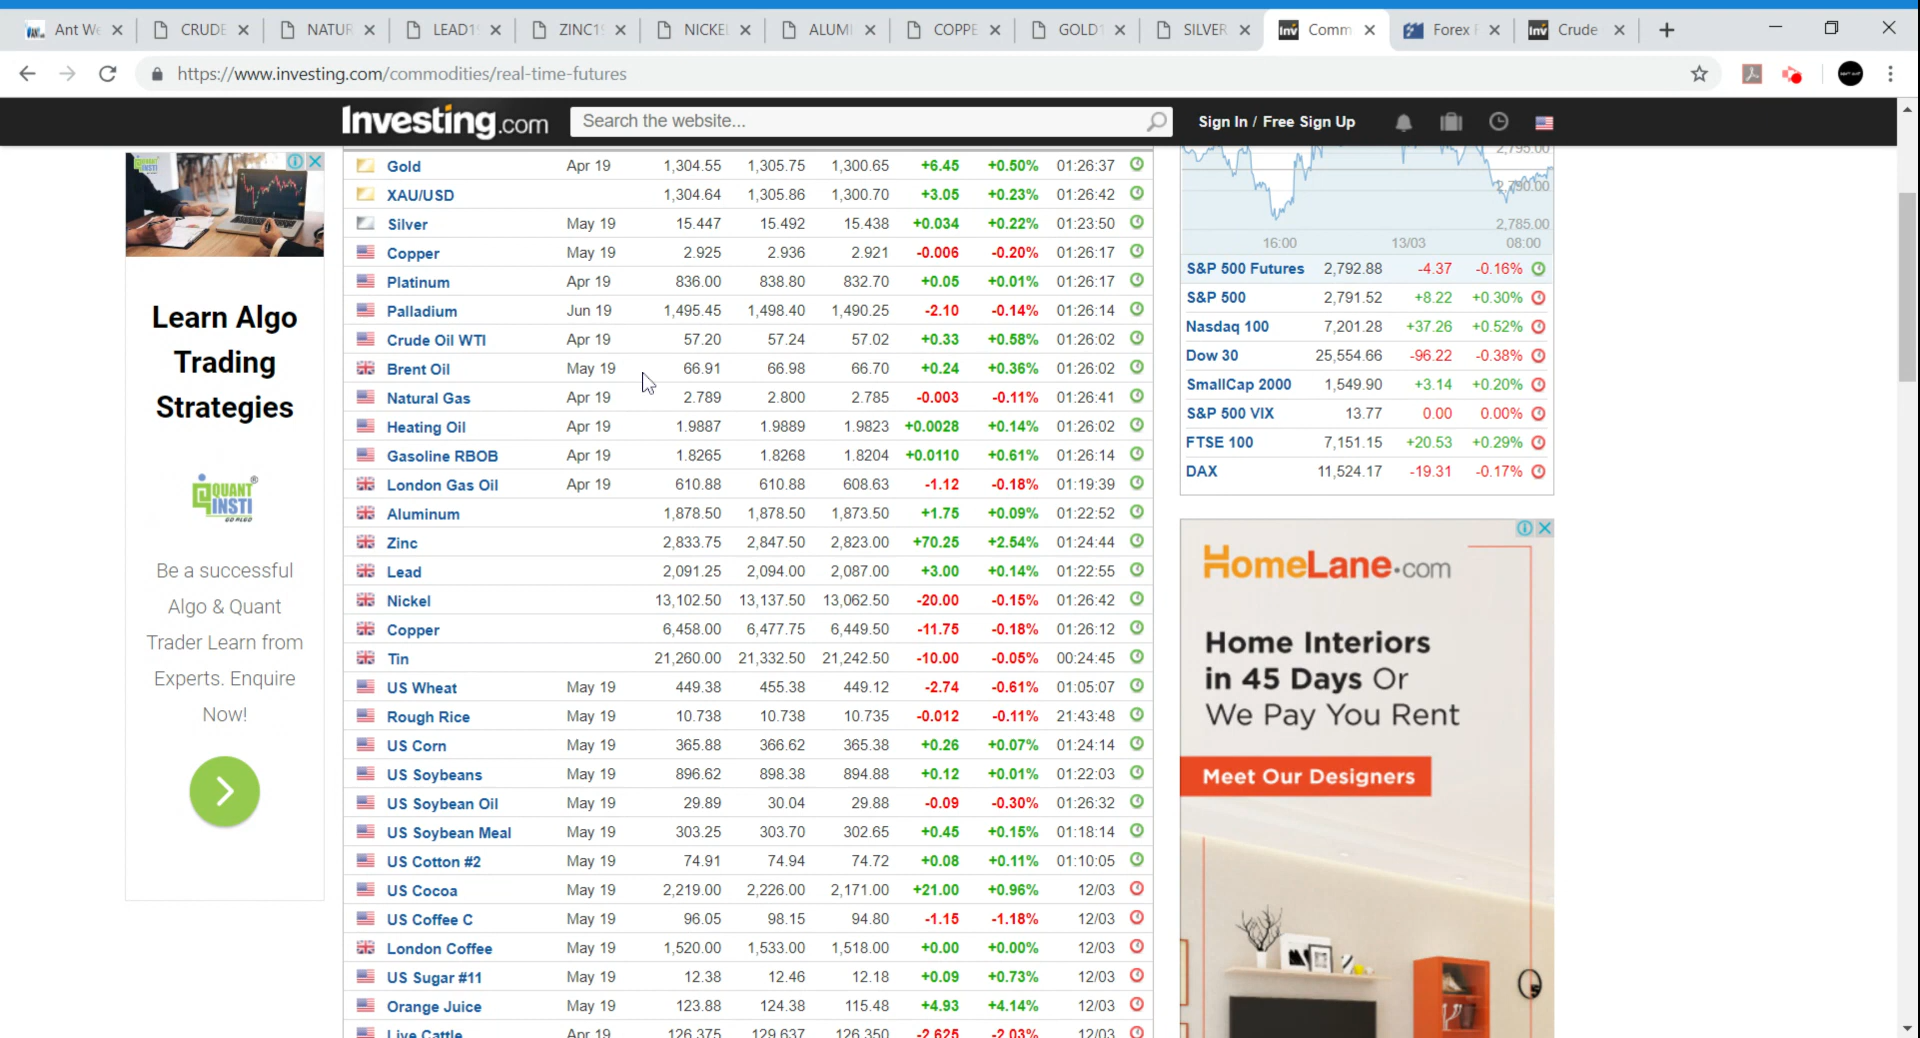 Ant We
CRUDE
NATUR
LEAD1
ZINC1
NICKEL
ALUMI
COPPE
GOLD
SILVER
Comm
Forex
Crude
https://www.investing.com/commodities/real-time-futures
Investing.com
Search the website...
Sign In / Free Sign Up
Gold Apr 19 1,304.55 1,305.75 1,300.65 +6.45 +0.50% 01:26:37
XAU/USD 1,304.64 1,305.86 1,300.70 +3.05 +0.23% 01:26:42
Silver May 19 15.447 15.492 15.438 +0.034 +0.22% 01:23:50
Copper May 19 2.925 2.936 2.921 -0.006 -0.20% 01:26:17
Platinum Apr 19 836.00 838.80 832.70 +0.05 +0.01% 01:26:17
Palladium Jun 19 1,495.45 1,498.40 1,490.25 -2.10 -0.14% 01:26:14
Crude Oil WTI Apr 19 57.20 57.24 57.02 +0.33 +0.58% 01:26:02
Brent Oil May 19 66.91 66.98 66.70 +0.24 +0.36% 01:26:02
Natural Gas Apr 19 2.789 2.800 2.785 -0.003 -0.11% 01:26:41
Heating Oil Apr 19 1.9887 1.9889 1.9823 +0.0028 +0.14% 01:26:02
Gasoline RBOB Apr 19 1.8265 1.8268 1.8204 +0.0110 +0.61% 01:26:14
London Gas Oil Apr 19 610.88 610.88 608.63 -1.12 -0.18% 01:19:39
Aluminum 1,878.50 1,878.50 1,873.50 +1.75 +0.09% 01:22:52
Zinc 2,833.75 2,847.50 2,823.00 +70.25 +2.54% 01:24:44
Lead 2,091.25 2,094.00 2,087.00 +3.00 +0.14% 01:22:55
Nickel 13,102.50 13,137.50 13,062.50 -20.00 -0.15% 01:26:42
Copper 6,458.00 6,477.75 6,449.50 -11.75 -0.18% 01:26:12
Tin 21,260.00 21,332.50 21,242.50 -10.00 -0.05% 00:24:45
US Wheat May 19 449.38 455.38 449.12 -2.74 -0.61% 01:05:07
Rough Rice May 19 10.738 10.738 10.735 -0.012 -0.11% 21:43:48
US Corn May 19 365.88 366.62 365.38 +0.26 +0.07% 01:24:14
US Soybeans May 19 896.62 898.38 894.88 +0.12 +0.01% 01:22:03
US Soybean Oil May 19 29.89 30.04 29.88 -0.09 -0.30% 01:26:32
US Soybean Meal May 19 303.25 303.70 302.65 +0.45 +0.15% 01:18:14
US Cotton #2 May 19 74.91 74.94 74.72 +0.08 +0.11% 01:10:05
US Cocoa May 19 2,219.00 2,226.00 2,171.00 +21.00 +0.96% 12/03
US Coffee C May 19 96.05 98.15 94.80 -1.15 -1.18% 12/03
London Coffee May 19 1,520.00 1,533.00 1,518.00 +0.00 +0.00% 12/03
US Sugar #11 May 19 12.38 12.46 12.18 +0.09 +0.73% 12/03
Orange Juice May 19 123.88 124.38 115.48 +4.93 +4.14% 12/03
Live Cattle Apr 19 126.375 129.637 126.350 -2.625 -2.03% 12/03
Learn Algo
Trading
Strategies
QUANT
INSTI
Be a successful
Algo & Quant
Trader Learn from
Experts. Enquire
Now!
2,795.00
2,790.00
2,785.00
16:00 13/03 08:00
S&P 500 Futures 2,792.88 -4.37 -0.16%
S&P 500 2,791.52 +8.22 +0.30%
Nasdaq 100 7,201.28 +37.26 +0.52%
Dow 30 25,554.66 -96.22 -0.38%
SmallCap 2000 1,549.90 +3.14 +0.20%
S&P 500 VIX 13.77 0.00 0.00%
FTSE 100 7,151.15 +20.53 +0.29%
DAX 11,524.17 -19.31 -0.17%
HomeLane.com
Home Interiors
in 45 Days Or
We Pay You Rent
Meet Our Designers